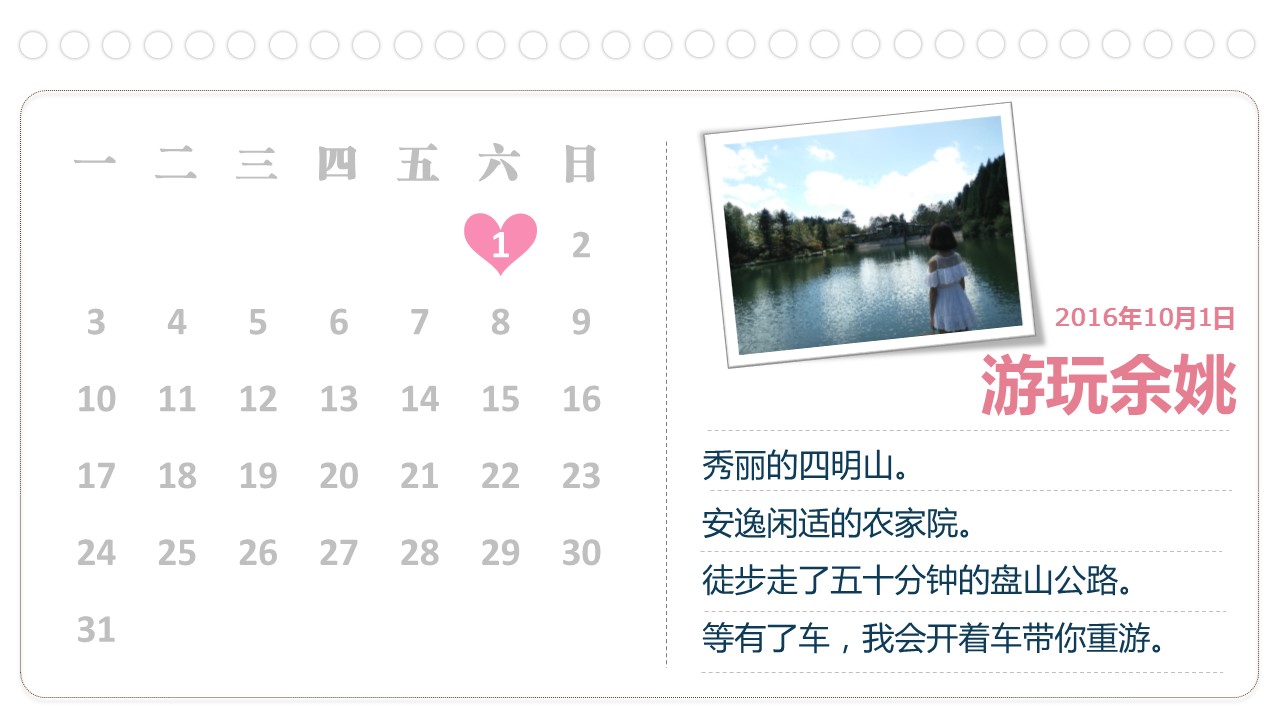 一 二 三 四 五 六 日
1 2
3 4 5 6 7 8 9
10 11 12 13 14 15 16
17 18 19 20 21 22 23
24 25 26 27 28 29 30
31
2016年10月1日
游玩余姚
秀丽的四明山。
安逸闲适的农家院。
徒步走了五十分钟的盘山公路。
等有了车，我会开着车带你重游。